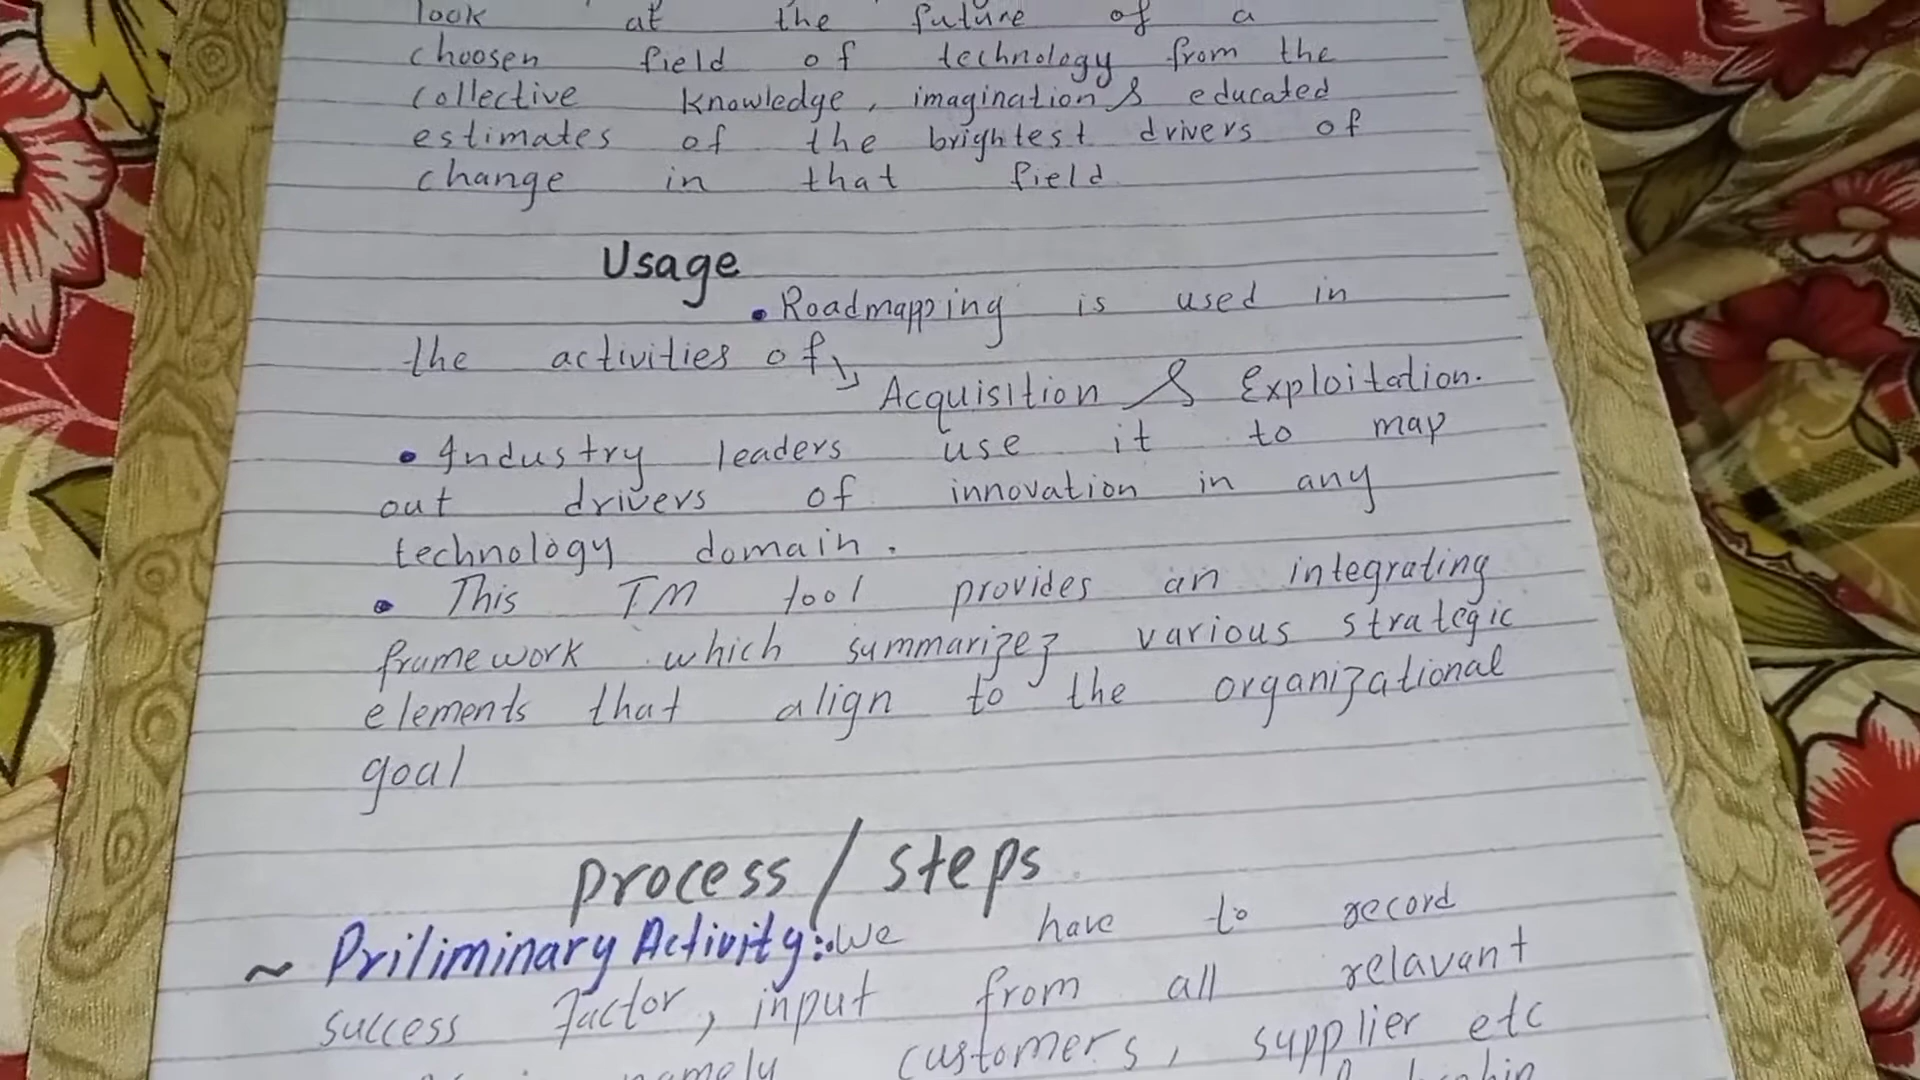 look at the future of a
choosen field of technology from the
collective knowledge, imagination & educated
estimates of the brightest drivers of
change in that field
Usage
• Roadmapping is used in
the activities of ↘
Acquisition & Exploitation.
• Industry leaders use it to map
out drivers of innovation in any
technology domain.
• This TM tool provides an integrating
framework which summarizez various strategic
elements that align to the organizational
goal
process / steps
~ Priliminary Activity:. we have to record
success factor, input from all relavant
namely customers, supplier etc